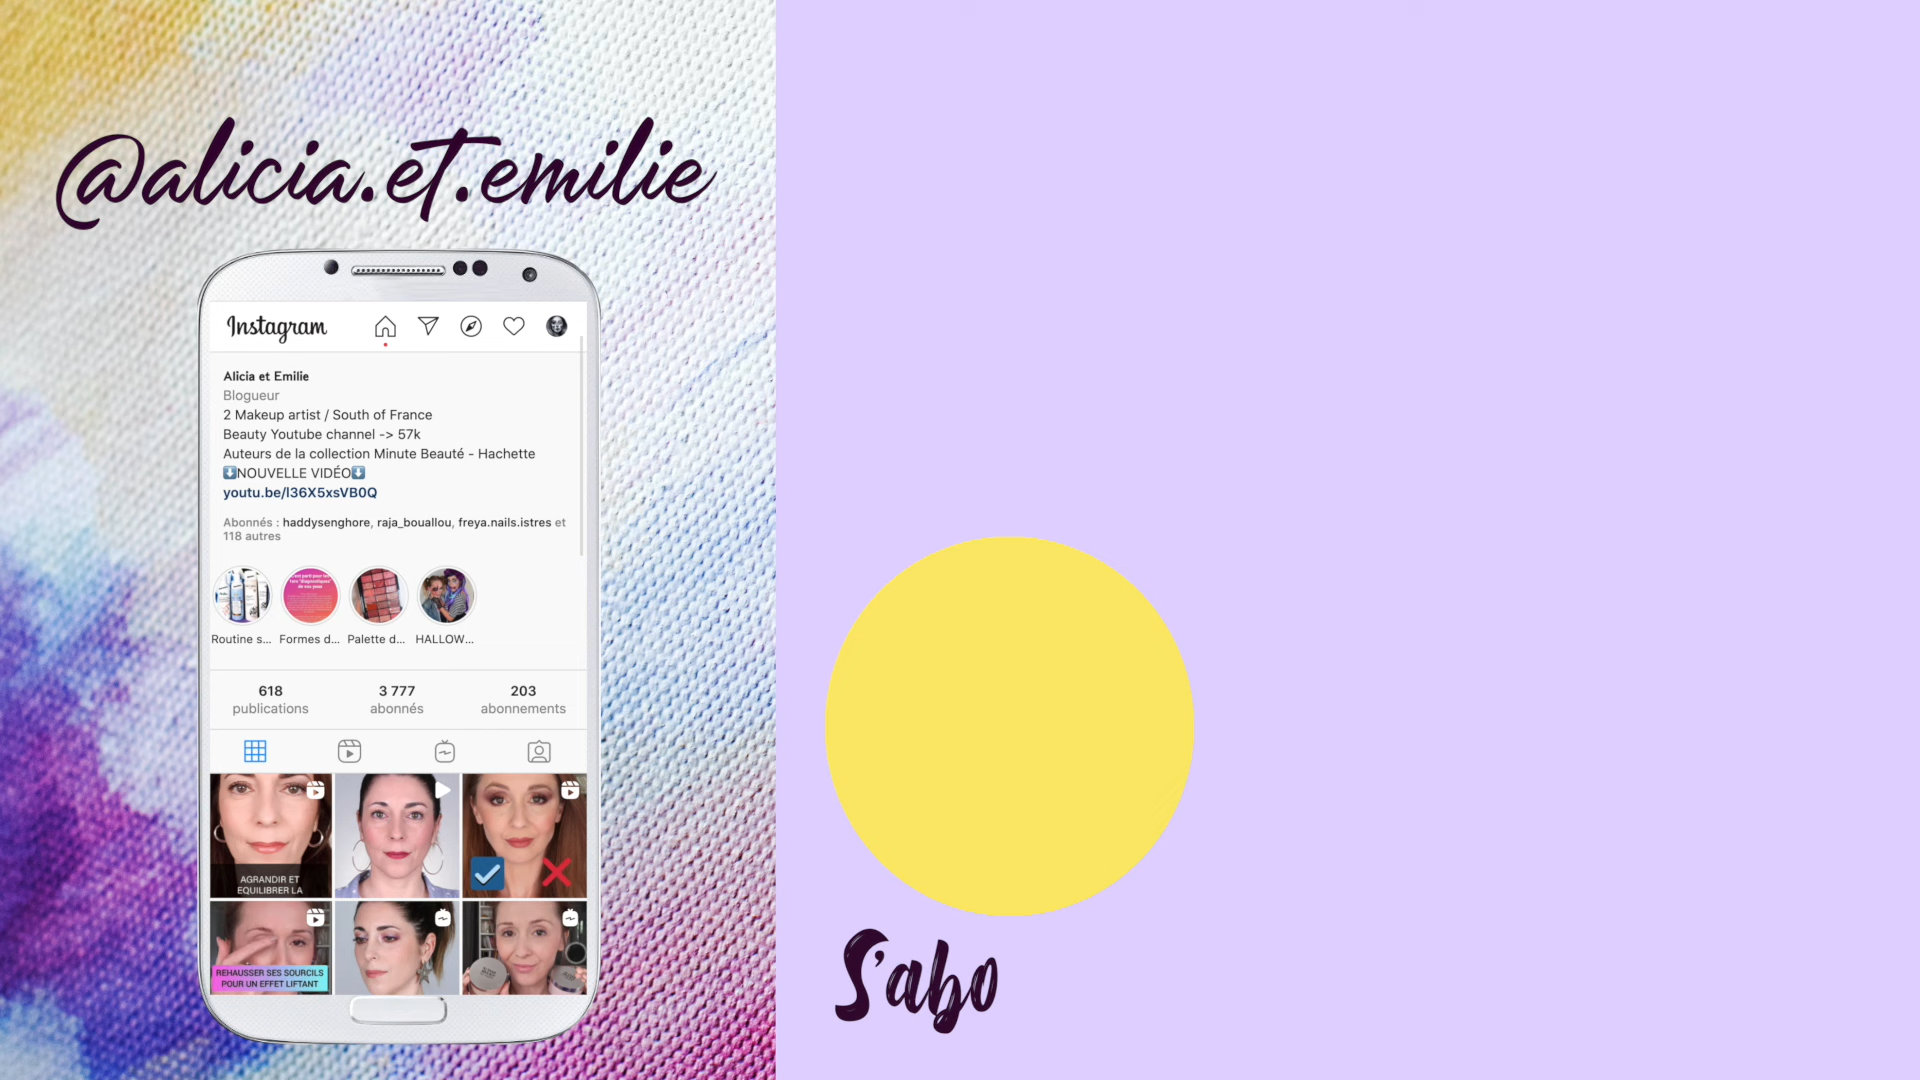 @alicia.et.emilie
Instagram
Alicia et Emilie
Blogueur
2 Makeup artist / South of France
Beauty Youtube channel -> 57k
Auteurs de la collection Minute Beauté - Hachette
⬇️NOUVELLE VIDÉO⬇️
youtu.be/l36X5xsVB0Q
Abonnés : haddysenghore, raja_bouallou, freya.nails.istres et
118 autres
Routine s... Formes d... Palette d... HALLOW...
618 3 777 203
publications abonnés abonnements
AGRANDIR ET
EQUILIBRER LA
REHAUSSER SES SOURCILS
POUR UN EFFET LIFTANT
S'abo